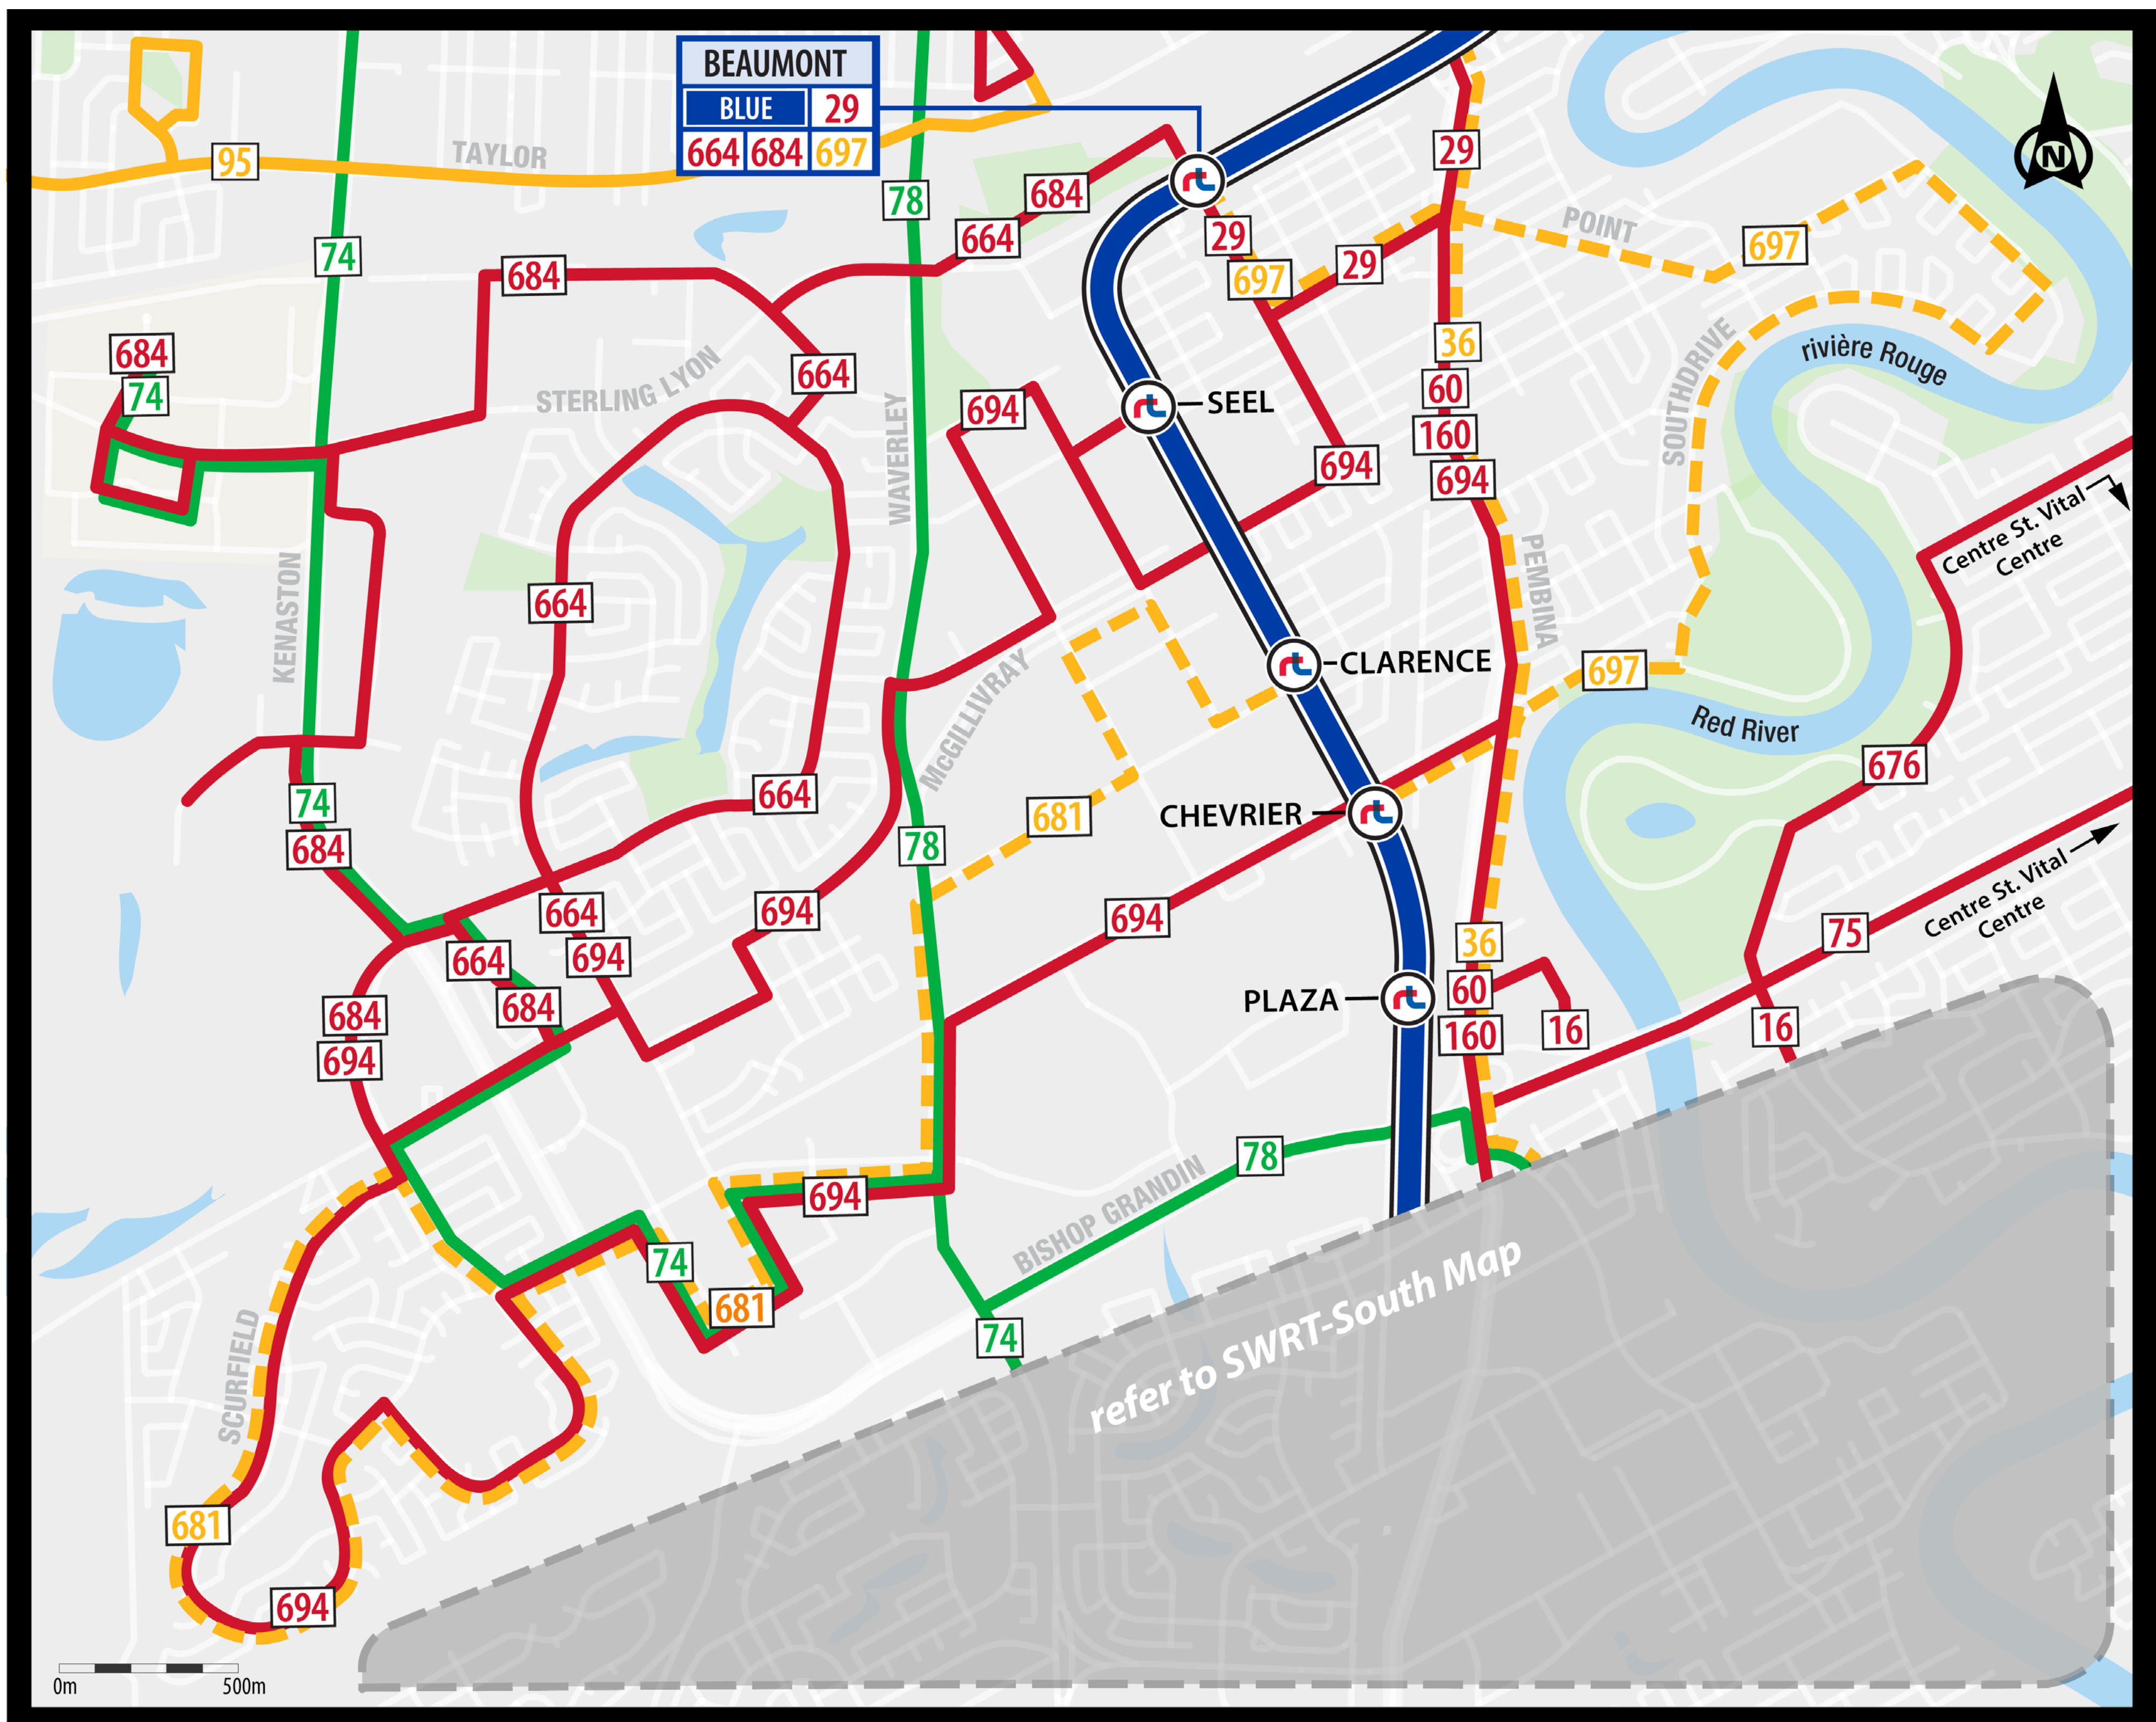 BEAUMONT
BLUE 29
664 684 697
95
TAYLOR
78
684
664
29
N
74
684
29
697
29
POINT
697
684
74
STERLING LYON
664
WAVERLEY
694
SEEL
36
60
160
694
694
SOUTHDRIVE
rivière Rouge
Centre St. Vital
Centre
KENASTON
664
McGILLIVRAY
CLARENCE
PEMBINA
697
Red River
676
74
684
664
78
681
CHEVRIER
694
664
694
694
664
684
684
694
36
60
160
16
PLAZA
75
16
Centre St. Vital
Centre
694
78
BISHOP GRANDIN
74
681
74
refer to SWRT-South Map
SCURFIELD
681
694
0m 500m